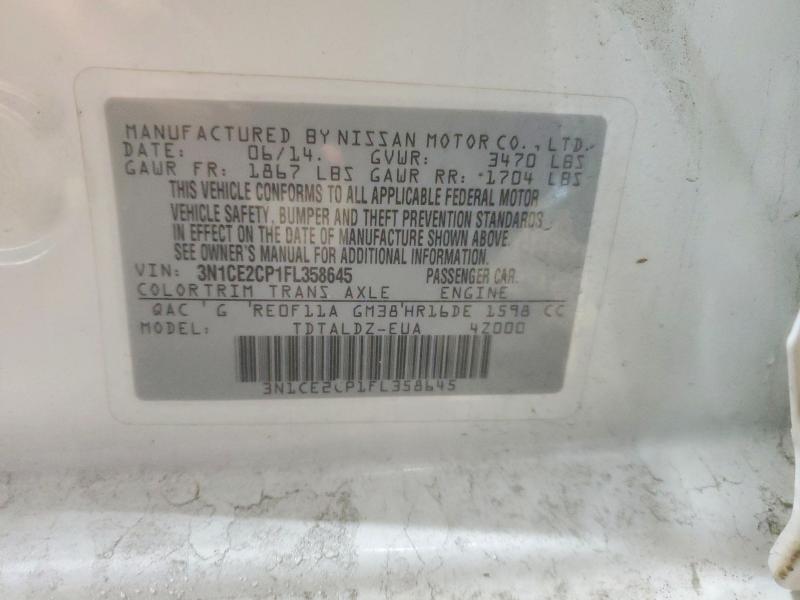 MANUFACTURED BY NISSAN MOTOR CO., LTD.
DATE: 06/14. GVWR: 3470 LBS
GAWR FR: 1867 LBS GAWR RR: 1704 LBS
THIS VEHICLE CONFORMS TO ALL APPLICABLE FEDERAL MOTOR
VEHICLE SAFETY, BUMPER AND THEFT PREVENTION STANDARDS
IN EFFECT ON THE DATE OF MANUFACTURE SHOWN ABOVE.
SEE OWNER'S MANUAL FOR ADDITIONAL INFORMATION.
VIN: 3N1CE2CP1FL358645 PASSENGER CAR.
COLORTRIM TRANS AXLE ENGINE
QAC ' G 'RE0F11A GM38'HR16DE 1598 CC
MODEL: TDTALDZ-EUA 4Z000
3N1CE2CP1FL358645